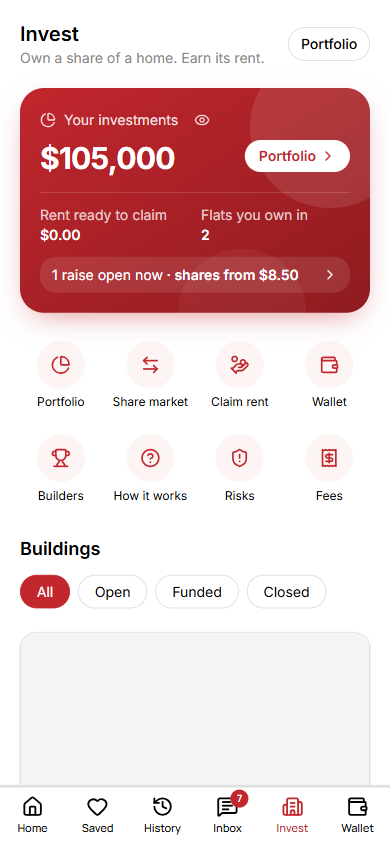 Invest
Own a share of a home. Earn its rent.
Portfolio
Your investments
$105,000
Portfolio
Rent ready to claim
Flats you own in
$0.00
2
1 raise open now · shares from $8.50
Portfolio
Share market
Claim rent
Wallet
Builders
How it works
Risks
Fees
Buildings
All
Open
Funded
Closed
7
Home
Saved
History
Inbox
Invest
Wallet